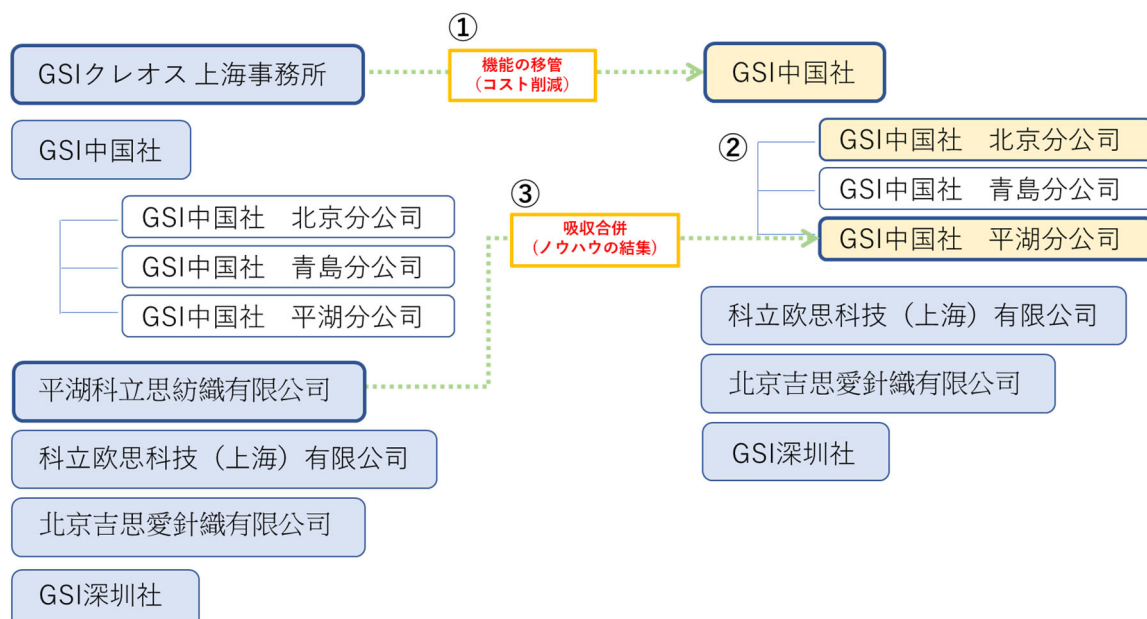 ①
GSIクレオス 上海事務所
機能の移管
(コスト削減)
GSI中国社
GSI中国社
GSI中国社　北京分公司
GSI中国社　青島分公司
GSI中国社　平湖分公司
平湖科立思紡織有限公司
科立欧思科技（上海）有限公司
北京吉思愛針織有限公司
GSI深圳社
③
吸収合併
(ノウハウの結集)
②
GSI中国社　北京分公司
GSI中国社　青島分公司
GSI中国社　平湖分公司
科立欧思科技（上海）有限公司
北京吉思愛針織有限公司
GSI深圳社